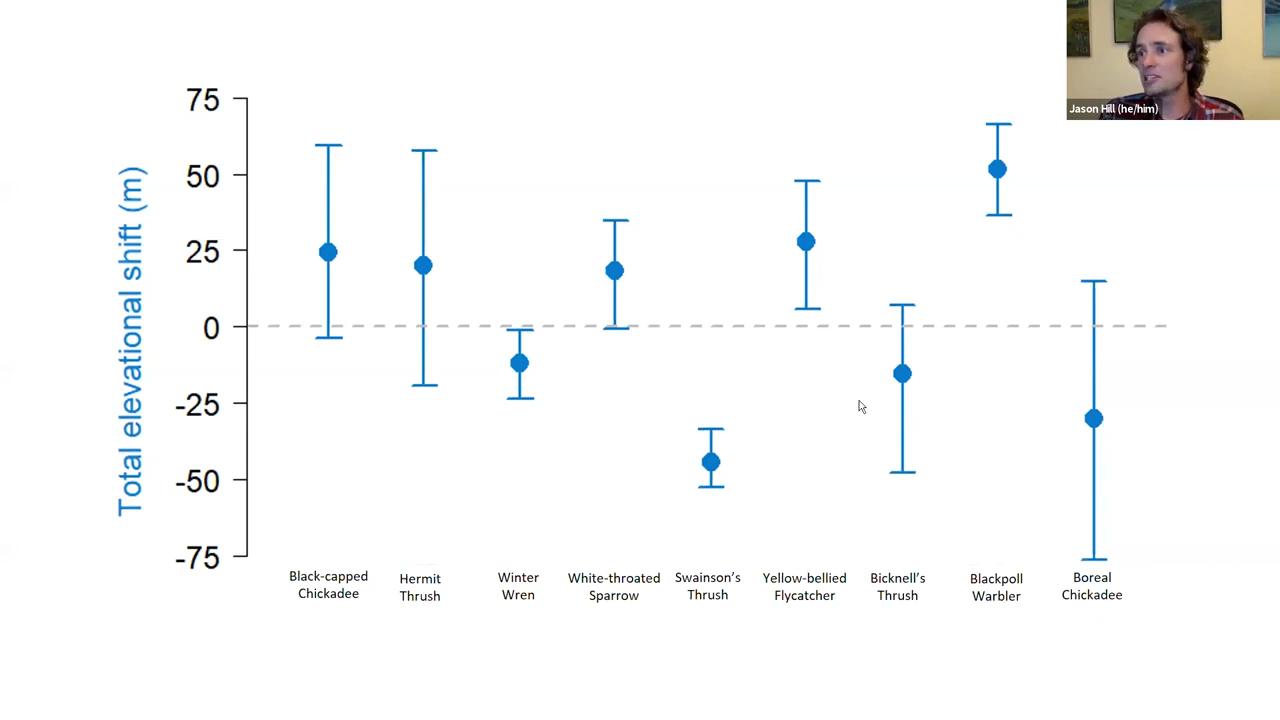 Jason Hill (he/him)
Total elevational shift (m)
75
50
25
0
-25
-50
-75
Black-capped
Chickadee
Hermit
Thrush
Winter
Wren
White-throated
Sparrow
Swainson's
Thrush
Yellow-bellied
Flycatcher
Bicknell's
Thrush
Blackpoll
Warbler
Boreal
Chickadee